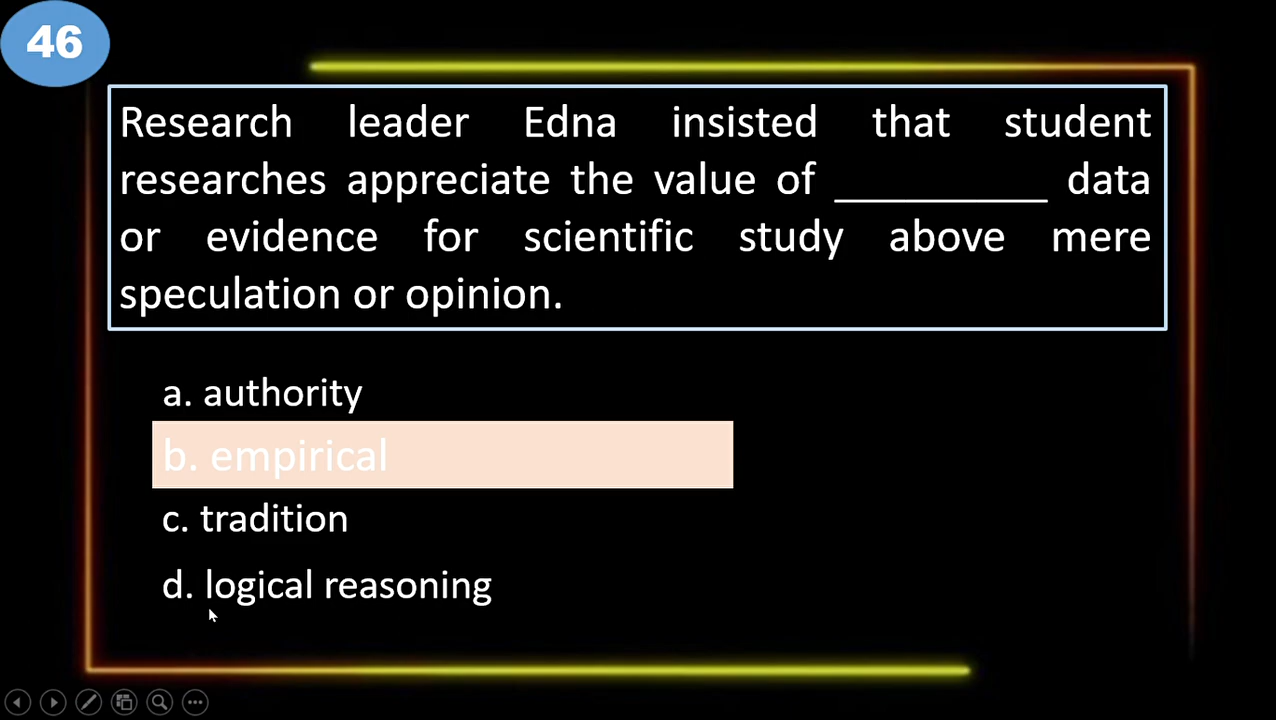 46
Research leader Edna insisted that student
researches appreciate the value of __________ data
or evidence for scientific study above mere
speculation or opinion.
a. authority
b. empirical
c. tradition
d. logical reasoning